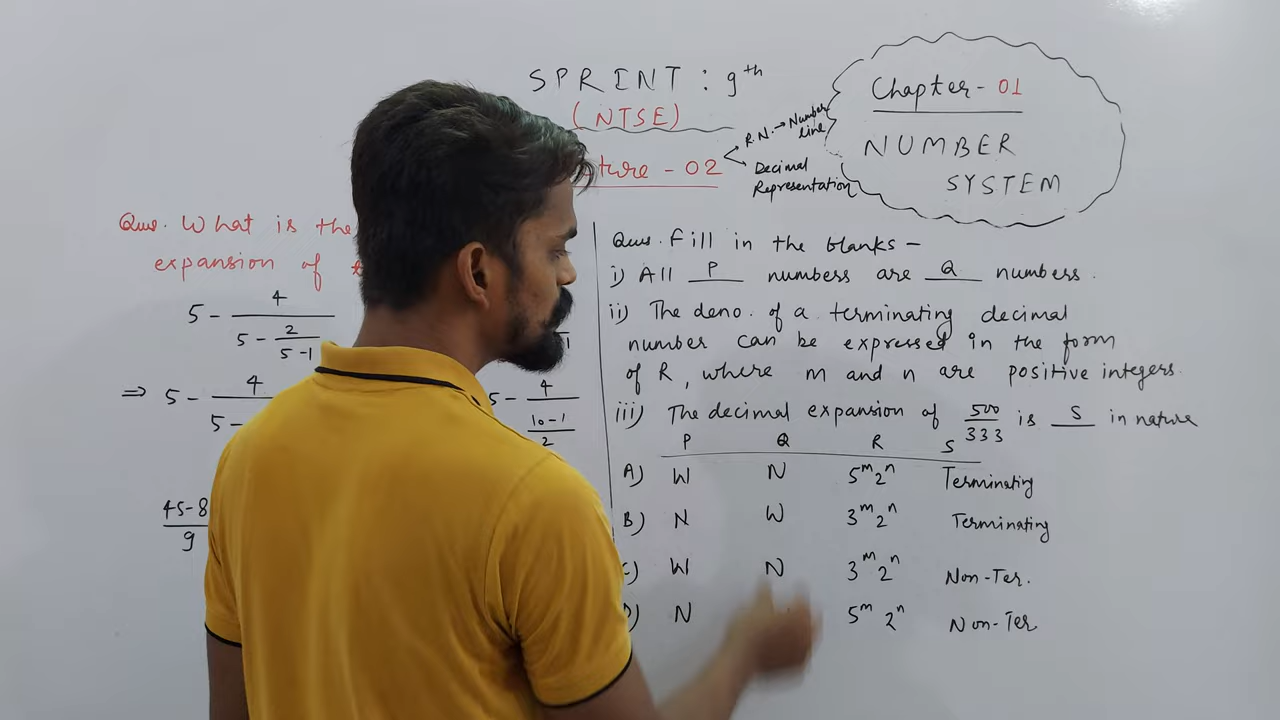 SPRINT : 9th
(NTSE)
ture - 02
R.N. → Number line
Decimal Representation
Chapter - 01
NUMBER
SYSTEM
Ques. What is the
expansion of
5 - 4
5 - 2
5-1
⇒ 5 - 4
5 -
45-8
9
5 - 4
10-1
2
Ques. Fill in the blanks –
i) All P numbers are Q numbers.
ii) The deno. of a terminating decimal
number can be expressed in the form
of R, where m and n are positive integers.
iii) The decimal expansion of 500/333 is S in nature
P Q R S
A) W N 5^m 2^n Terminating
B) N W 3^m 2^n Terminating
C) W N 3^m 2^n Non-Ter.
D) N 5^m 2^n Non-Ter